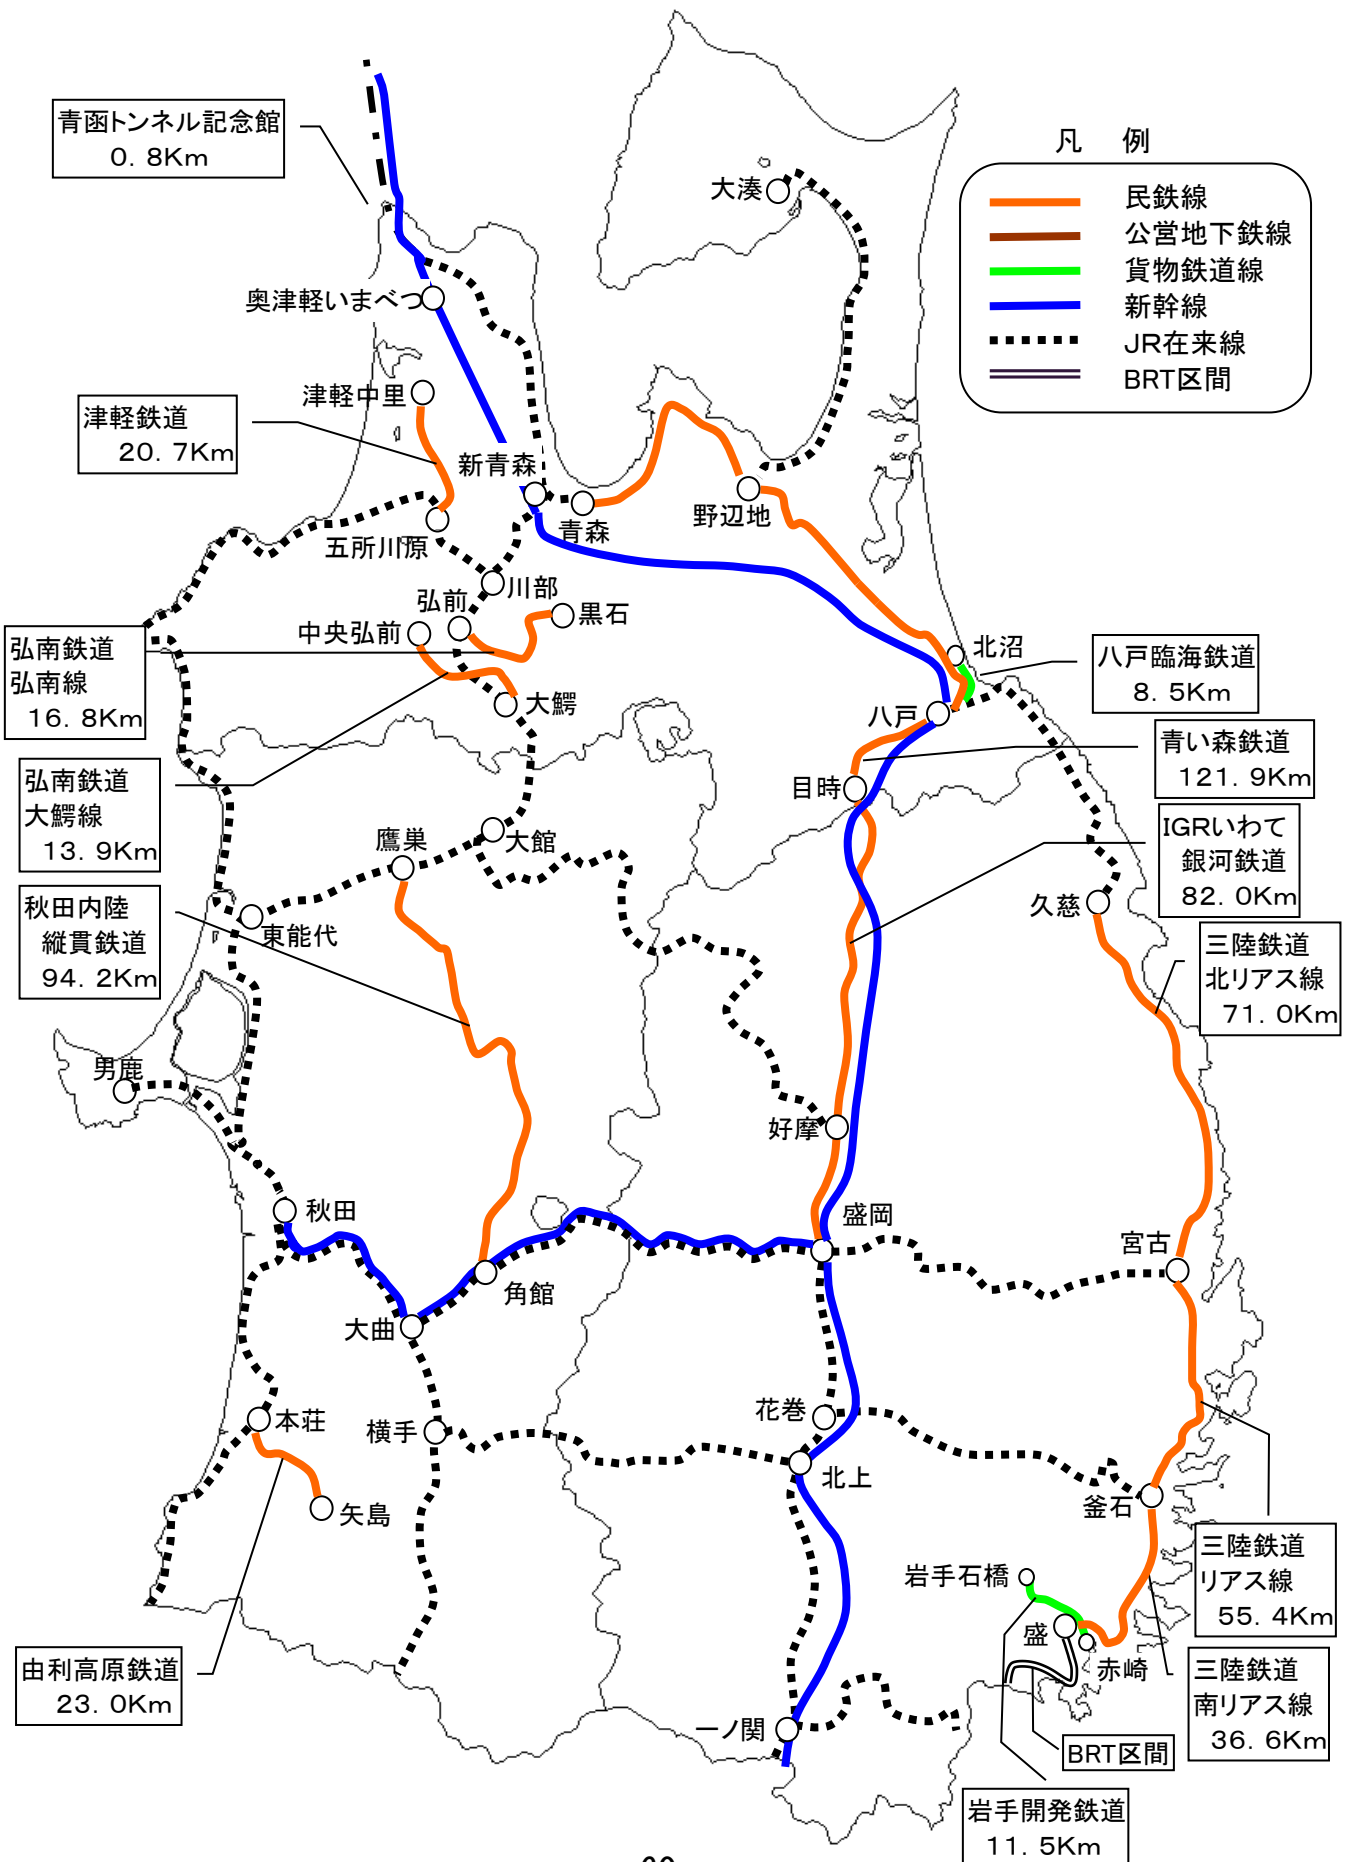 青函トンネル記念館
0. 8Km
凡 例
民鉄線
公営地下鉄線
貨物鉄道線
新幹線
JR在来線
BRT区間
大湊
奥津軽いまべつ
津軽中里
津軽鉄道
20. 7Km
新青森
青森
野辺地
五所川原
川部
弘前
黒石
中央弘前
北沼
弘南鉄道
弘南線
16. 8Km
八戸臨海鉄道
8. 5Km
大鰐
八戸
青い森鉄道
121. 9Km
弘南鉄道
大鰐線
13. 9Km
目時
IGRいわて
銀河鉄道
82. 0Km
鷹巣
大館
久慈
秋田内陸
縦貫鉄道
94. 2Km
東能代
三陸鉄道
北リアス線
71. 0Km
男鹿
好摩
秋田
盛岡
宮古
角館
大曲
花巻
本荘
横手
北上
矢島
釜石
三陸鉄道
リアス線
55. 4Km
岩手石橋
盛
赤崎
由利高原鉄道
23. 0Km
三陸鉄道
南リアス線
36. 6Km
一ノ関
BRT区間
岩手開発鉄道
11. 5Km